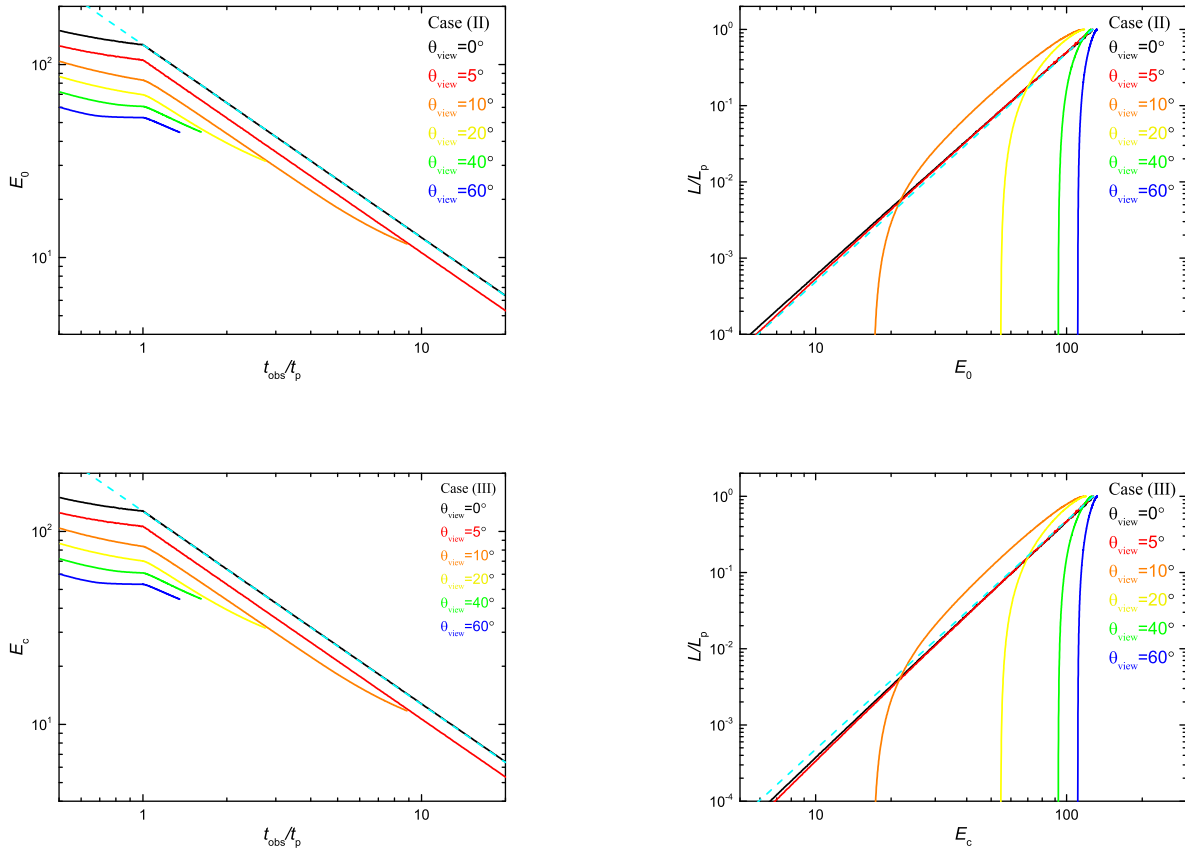 Case (II)
θview=0°
θview=5°
θview=10°
θview=20°
θview=40°
θview=60°
10²
10¹
E₀
1
10
tobs/tp
Case (II)
θview=0°
θview=5°
θview=10°
θview=20°
θview=40°
θview=60°
10⁰
10⁻¹
10⁻²
10⁻³
10⁻⁴
L/Lp
10
100
E₀
Case (III)
θview=0°
θview=5°
θview=10°
θview=20°
θview=40°
θview=60°
10²
10¹
Ec
1
10
tobs/tp
Case (III)
θview=0°
θview=5°
θview=10°
θview=20°
θview=40°
θview=60°
10⁰
10⁻¹
10⁻²
10⁻³
10⁻⁴
L/Lp
10
100
Ec